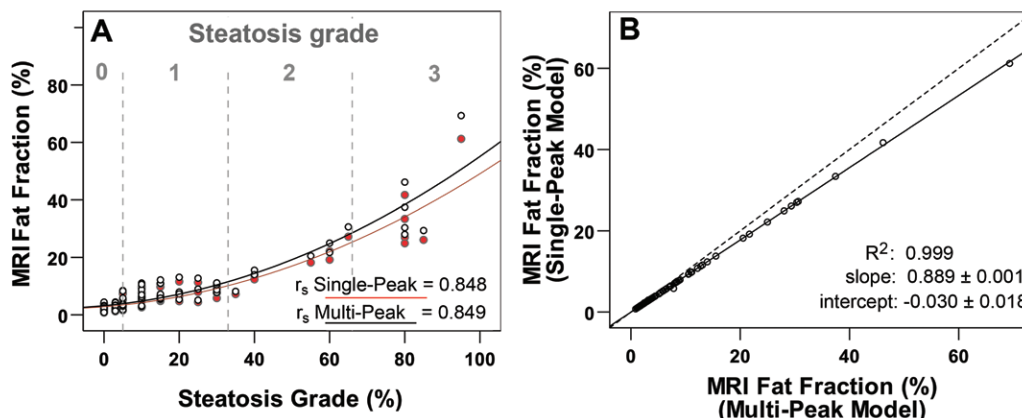 A
Steatosis grade
0 1 2 3
MRI Fat Fraction (%)
80
60
40
20
0
r_s Single-Peak = 0.848
r_s Multi-Peak = 0.849
0 20 40 60 80 100
Steatosis Grade (%)
B
MRI Fat Fraction (%)
(Single-Peak Model)
60
40
20
0
R²: 0.999
slope: 0.889 ± 0.001
intercept: -0.030 ± 0.018
0 20 40 60
MRI Fat Fraction (%)
(Multi-Peak Model)